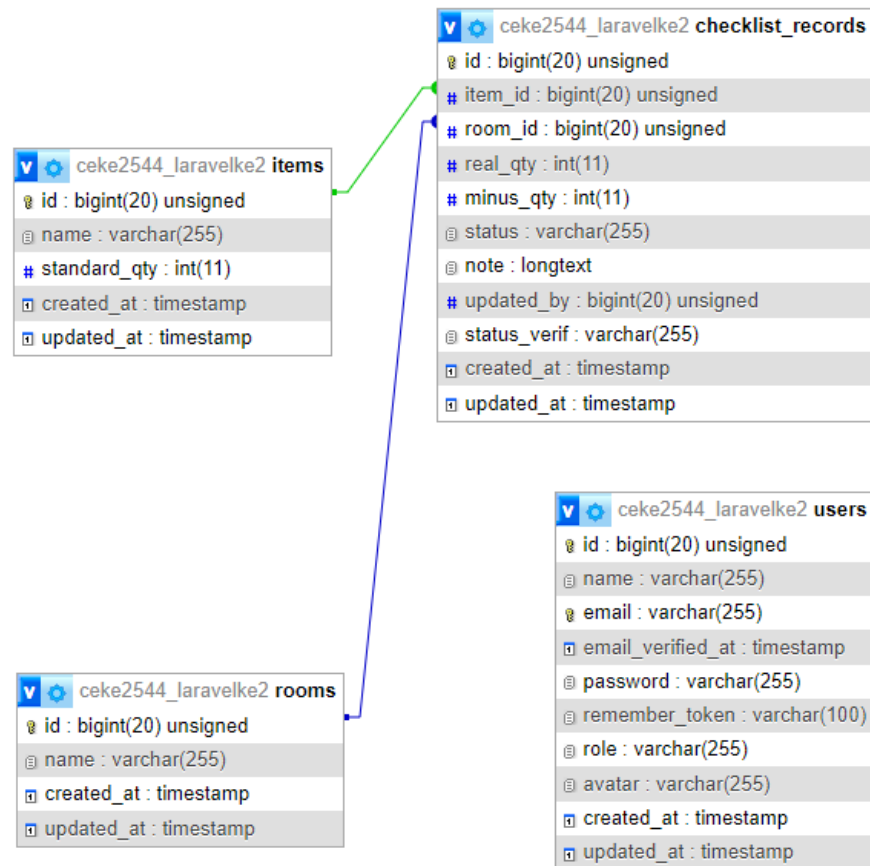 ceke2544_laravelke2 checklist_records
id : bigint(20) unsigned
item_id : bigint(20) unsigned
room_id : bigint(20) unsigned
real_qty : int(11)
minus_qty : int(11)
status : varchar(255)
note : longtext
updated_by : bigint(20) unsigned
status_verif : varchar(255)
created_at : timestamp
updated_at : timestamp
ceke2544_laravelke2 items
id : bigint(20) unsigned
name : varchar(255)
standard_qty : int(11)
created_at : timestamp
updated_at : timestamp
ceke2544_laravelke2 users
id : bigint(20) unsigned
name : varchar(255)
email : varchar(255)
email_verified_at : timestamp
password : varchar(255)
remember_token : varchar(100)
role : varchar(255)
avatar : varchar(255)
created_at : timestamp
updated_at : timestamp
ceke2544_laravelke2 rooms
id : bigint(20) unsigned
name : varchar(255)
created_at : timestamp
updated_at : timestamp